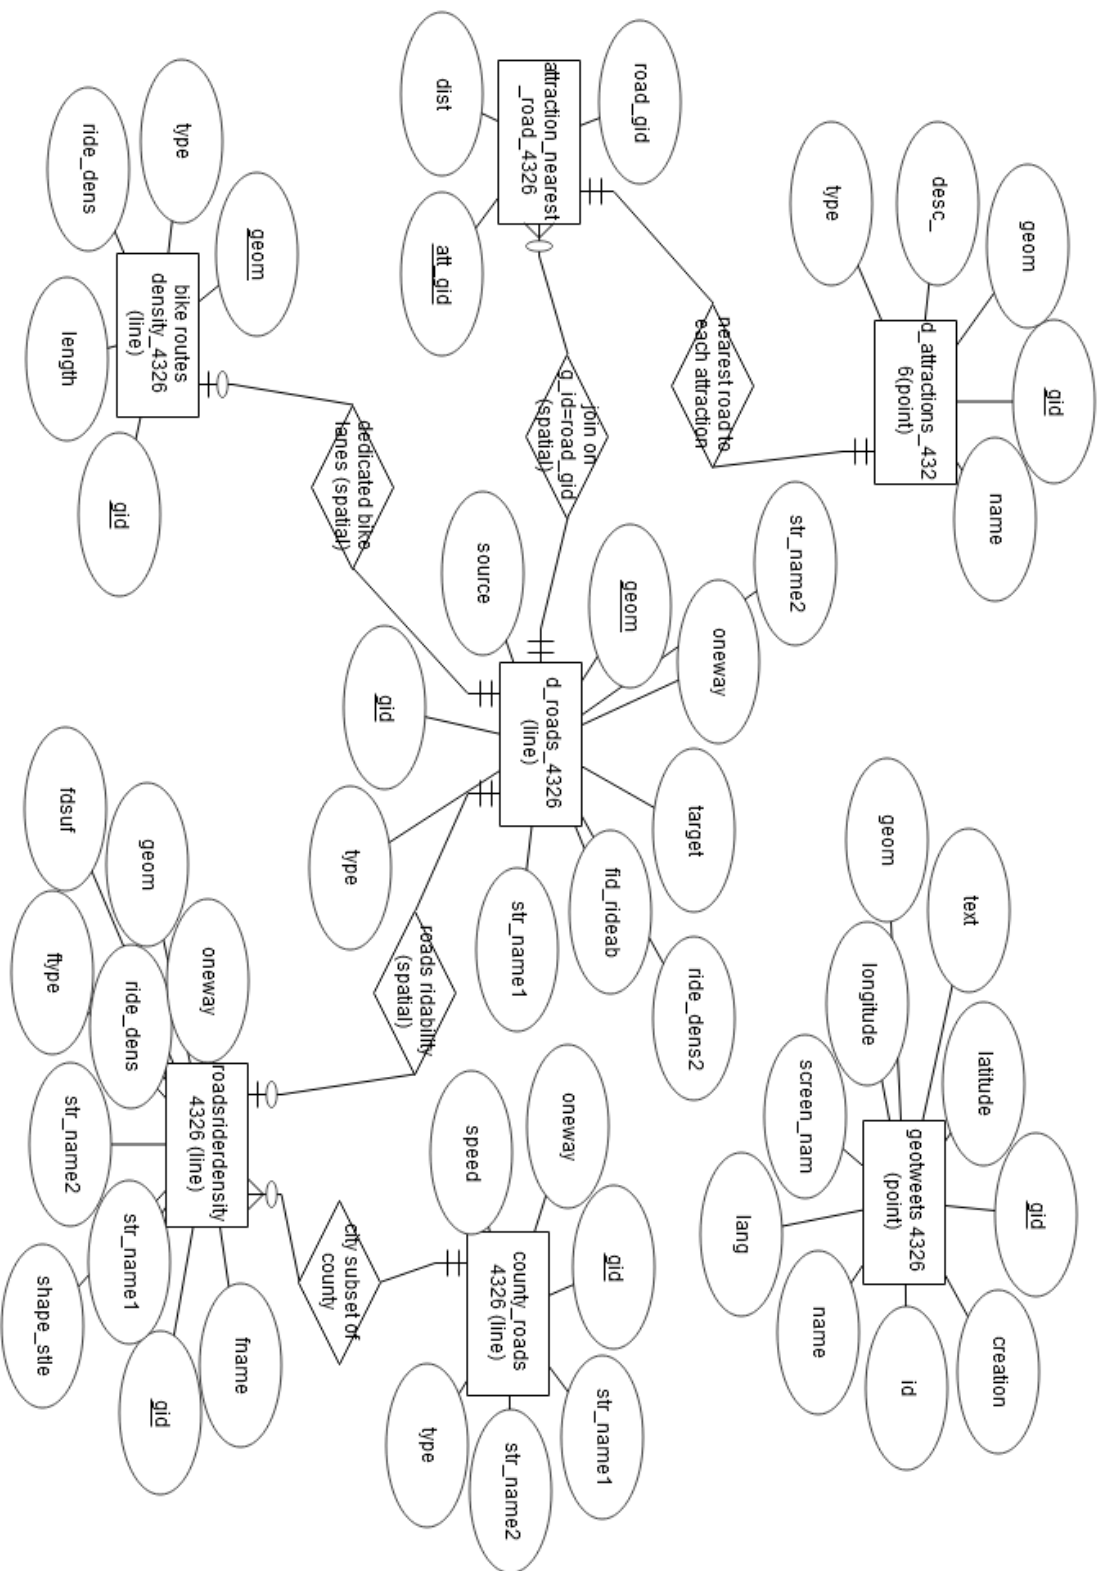 geom
gid
desc_
name
type
d_attractions_432
6(point)
nearest road to
each attraction
road_gid
attraction_nearest
_road_4326
dist
att_gid
join on
g_id=road_gid
(spatial)
text
latitude
gid
creation
geom
longitude
screen_nam
geotweets 4326
(point)
lang
name
id
str_name2
oneway
geom
target
source
d_roads_4326
(line)
fid_rideab
ride_dens2
gid
type
str_name1
type
geom
ride_dens
bike routes
density_4326
(line)
length
gid
dedicated bike
lanes (spatial)
roads ridability
(spatial)
oneway
gid
speed
county_roads
4326 (line)
str_name1
type
str_name2
city subset of
county
geom
oneway
fdsuf
ride_dens
ftype
roadsriderdensity
4326 (line)
str_name2
str_name1
fname
shape_stle
gid